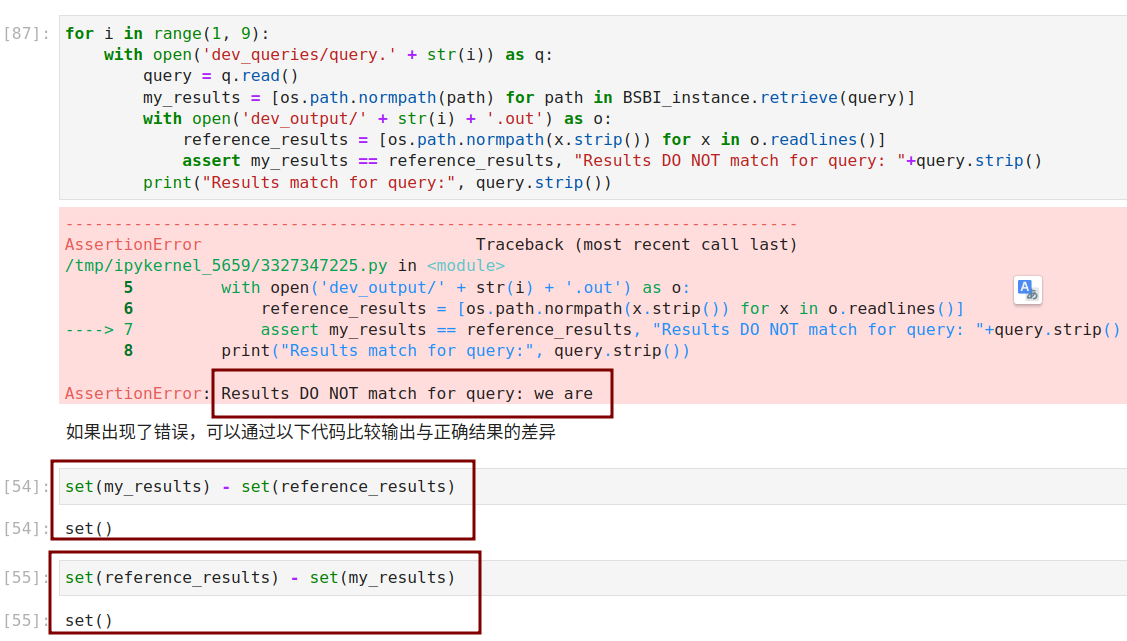 [87]: for i in range(1, 9):
    with open('dev_queries/query.' + str(i)) as q:
        query = q.read()
        my_results = [os.path.normpath(path) for path in BSBI_instance.retrieve(query)]
        with open('dev_output/' + str(i) + '.out') as o:
            reference_results = [os.path.normpath(x.strip()) for x in o.readlines()]
            assert my_results == reference_results, "Results DO NOT match for query: "+query.strip()
        print("Results match for query:", query.strip())
---------------------------------------------------------------------------
AssertionError                            Traceback (most recent call last)
/tmp/ipykernel_5659/3327347225.py in <module>
      5         with open('dev_output/' + str(i) + '.out') as o:
      6             reference_results = [os.path.normpath(x.strip()) for x in o.readlines()]
----> 7             assert my_results == reference_results, "Results DO NOT match for query: "+query.strip()
      8         print("Results match for query:", query.strip())
AssertionError: Results DO NOT match for query: we are
如果出现了错误，可以通过以下代码比较输出与正确结果的差异
[54]: set(my_results) - set(reference_results)
[54]: set()
[55]: set(reference_results) - set(my_results)
[55]: set()